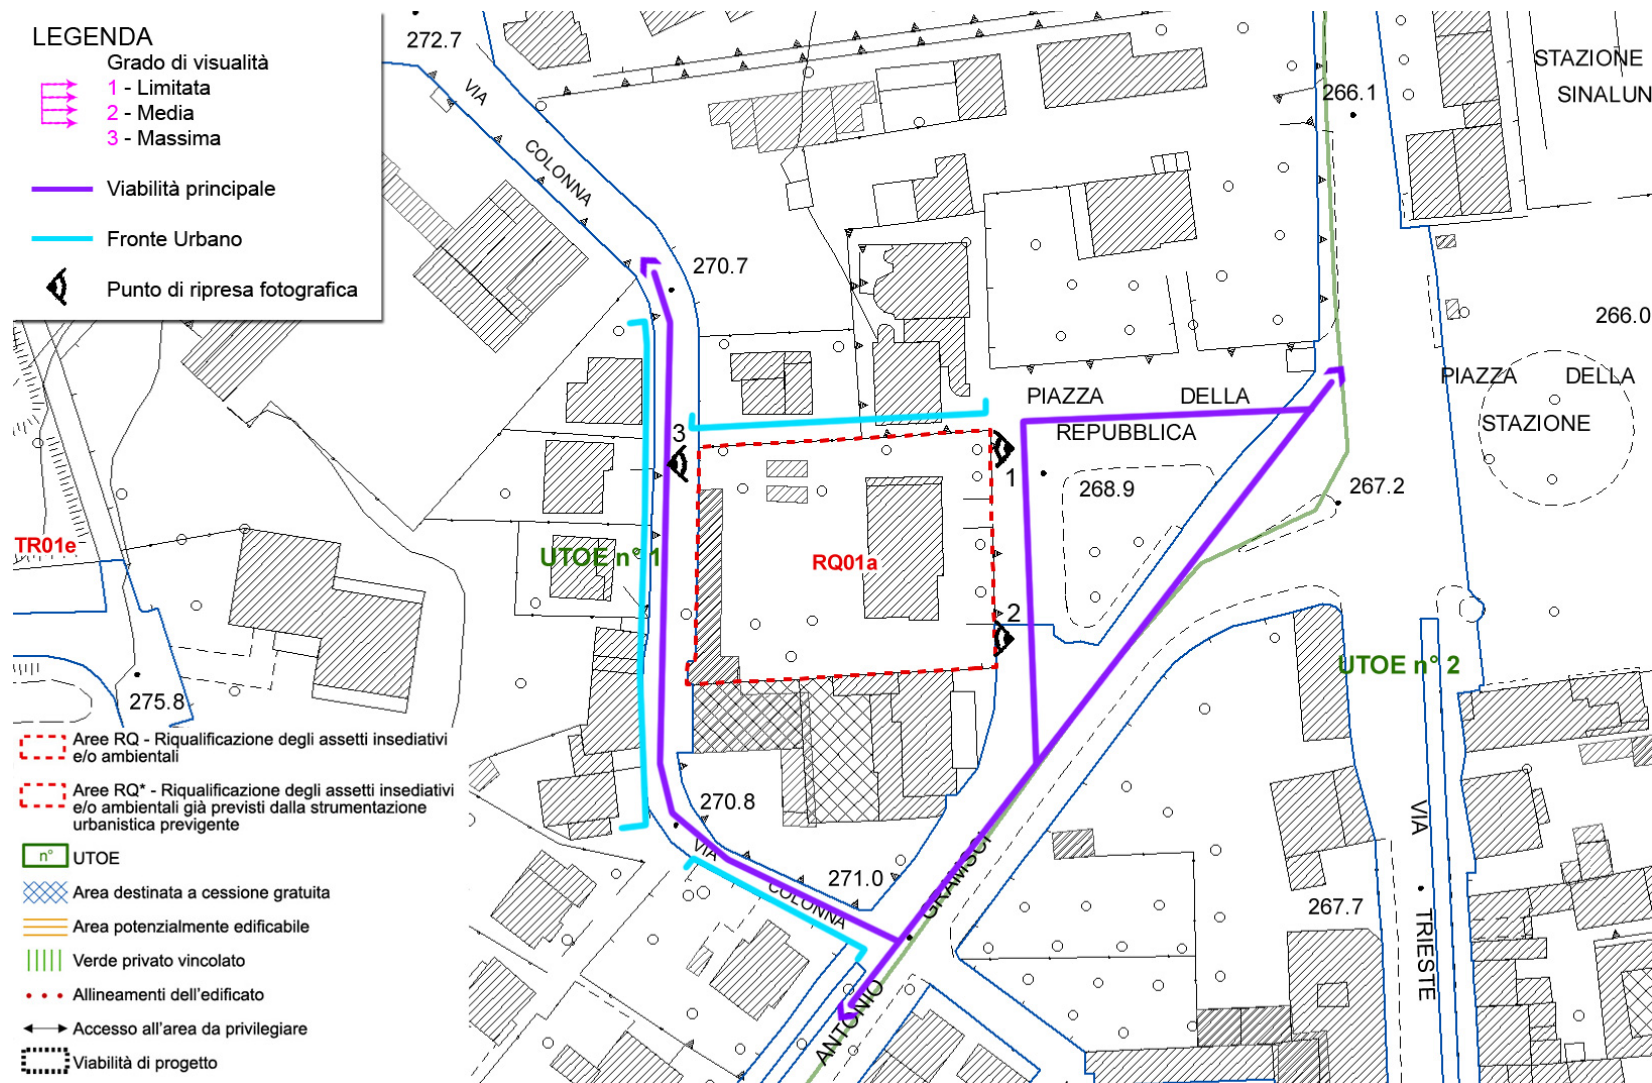 LEGENDA
Grado di visualità
1 - Limitata
2 - Media
3 - Massima
Viabilità principale
Fronte Urbano
Punto di ripresa fotografica
272.7
VIA
COLONNA
270.7
266.1
STAZIONE
SINALUN
266.0
PIAZZA DELLA
STAZIONE
PIAZZA DELLA
REPUBBLICA
3
1
268.9
267.2
TR01e
UTOE n° 1
RQ01a
2
UTOE n° 2
275.8
270.8
VIA
COLONNA
271.0
ANTONIO
GRAMSCI
267.7
VIA
TRIESTE
Aree RQ - Riqualificazione degli assetti insediativi
e/o ambientali
Aree RQ* - Riqualificazione degli assetti insediativi
e/o ambientali già previsti dalla strumentazione
urbanistica previgente
n° UTOE
Area destinata a cessione gratuita
Area potenzialmente edificabile
Verde privato vincolato
Allineamenti dell'edificato
Accesso all'area da privilegiare
Viabilità di progetto